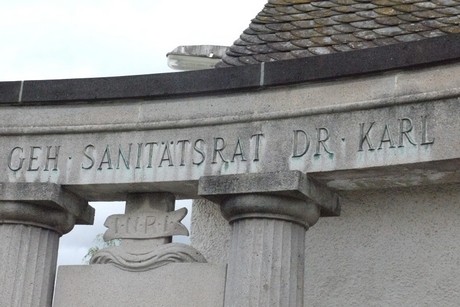 GEH · SANITÄTSRAT DR · KARL
I·N·R·I